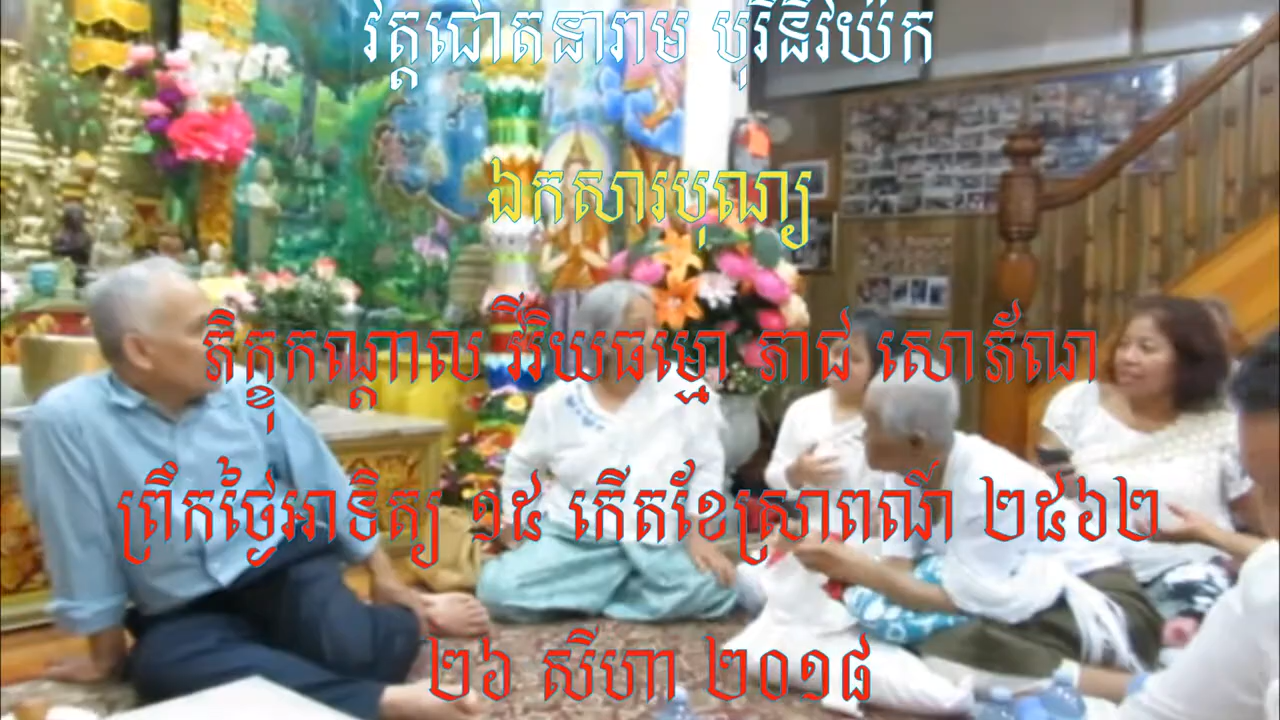 វត្តជោតនារាម បុរីនិវយ៉ក
ឯកសារបុណ្យ
ភិក្ខុកណ្ដាល វីរិយធម្មោ ភាជ សោភ័ណ
ព្រឹកថ្ងៃអាទិត្យ ១៥ កើតខែស្រាពណ៍ ២៥៦២
២៦ សីហា ២០១៨